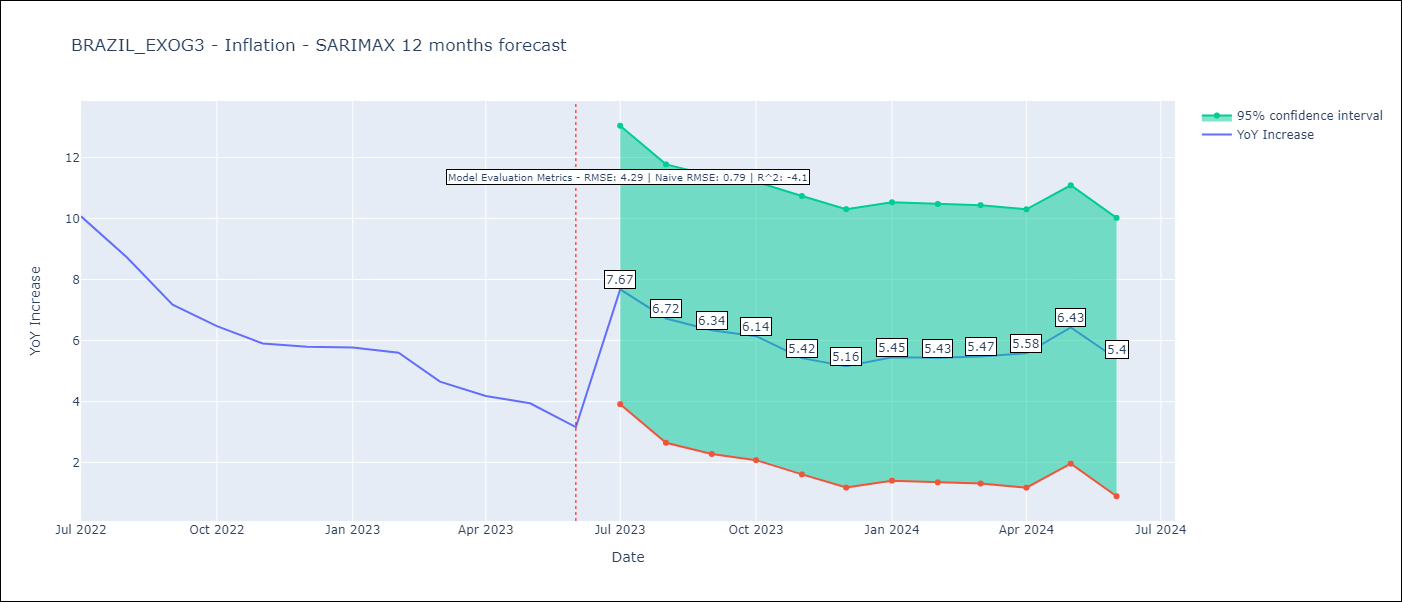 BRAZIL_EXOG3 - Inflation - SARIMAX 12 months forecast
95% confidence interval
YoY Increase
Model Evaluation Metrics - RMSE: 4.29 | Naive RMSE: 0.79 | R^2: -4.1
12
10
8
6
4
2
YoY Increase
7.67
6.72
6.34
6.14
5.42
5.16
5.45
5.43
5.47
5.58
6.43
5.4
Jul 2022
Oct 2022
Jan 2023
Apr 2023
Jul 2023
Oct 2023
Jan 2024
Apr 2024
Jul 2024
Date